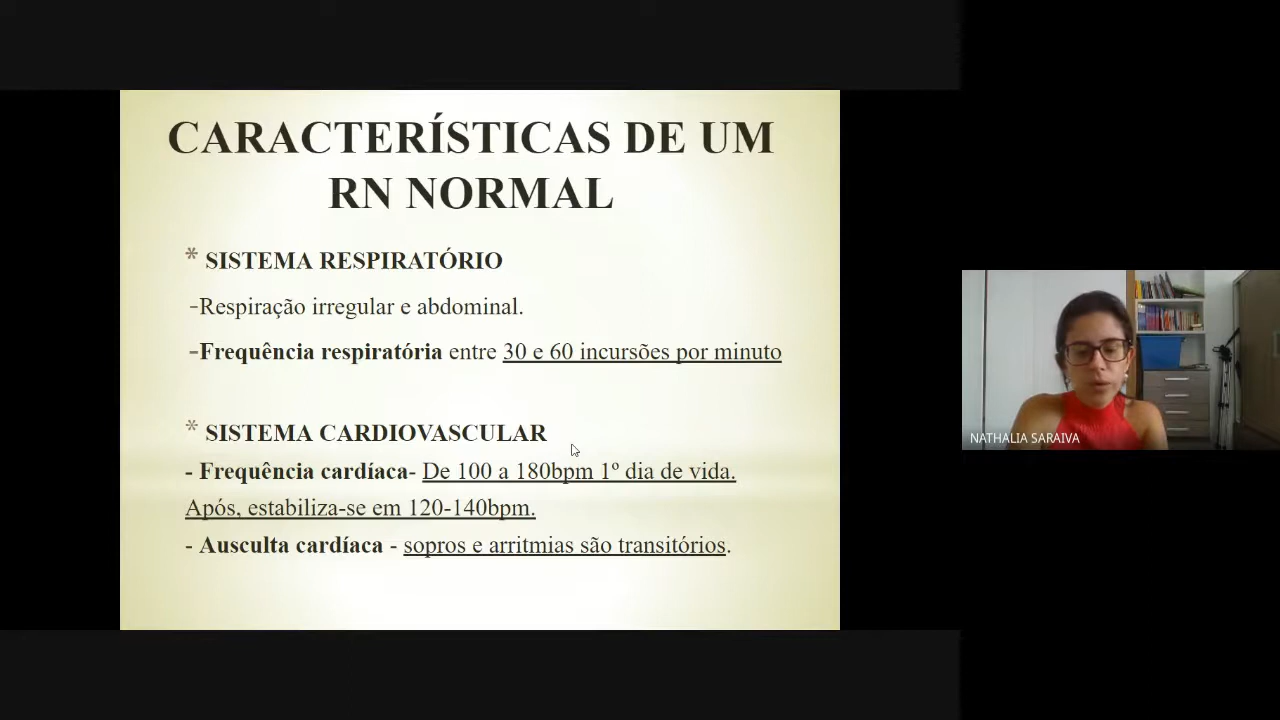 CARACTERÍSTICAS DE UM
RN NORMAL
* SISTEMA RESPIRATÓRIO
-Respiração irregular e abdominal.
-Frequência respiratória entre 30 e 60 incursões por minuto
* SISTEMA CARDIOVASCULAR
- Frequência cardíaca- De 100 a 180bpm 1º dia de vida.
Após, estabiliza-se em 120-140bpm.
- Ausculta cardíaca - sopros e arritmias são transitórios.
NATHALIA SARAIVA